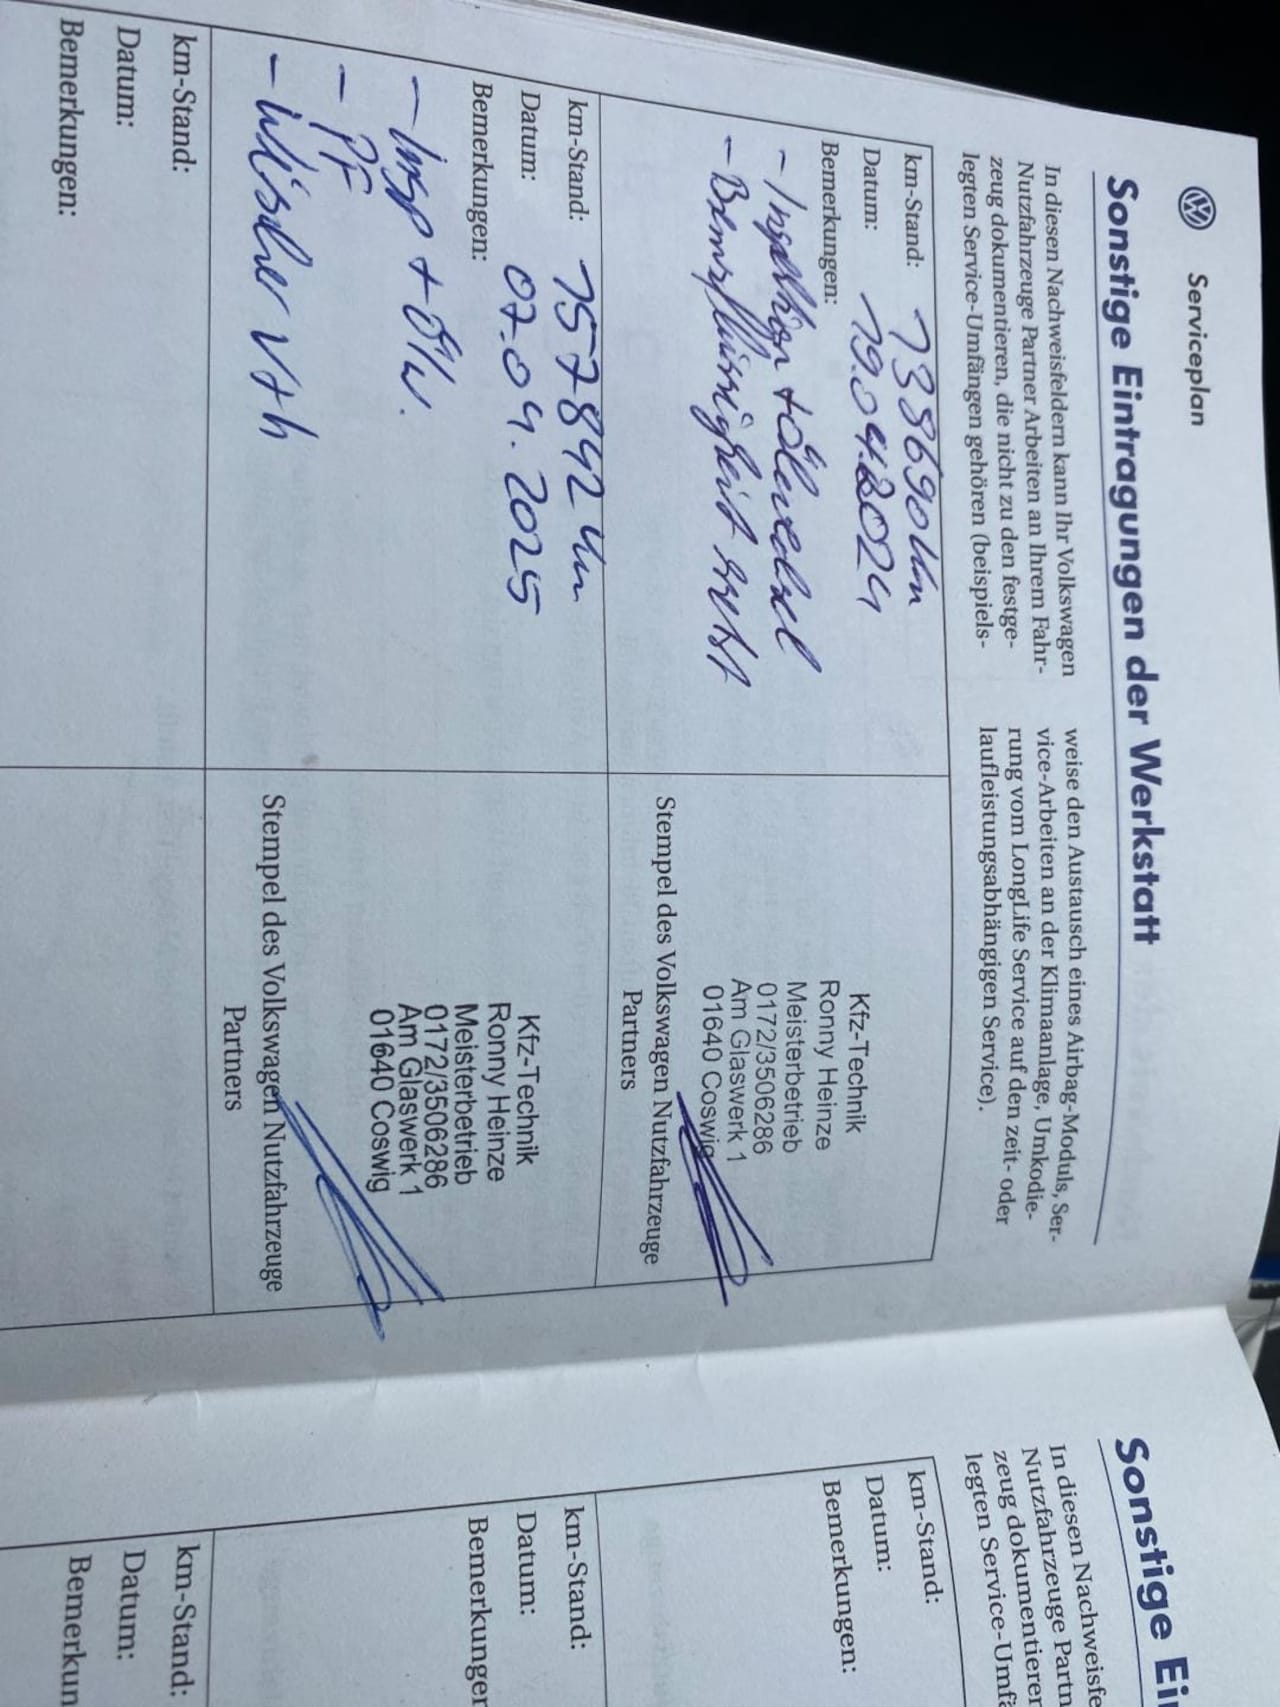 Serviceplan
Sonstige Eintragungen der Werkstatt
In diesen Nachweisfeldern kann Ihr Volkswagen
Nutzfahrzeuge Partner Arbeiten an Ihrem Fahr-
zeug dokumentieren, die nicht zu den festge-
legten Service-Umfängen gehören (beispiels-
weise den Austausch eines Airbag-Moduls, Ser-
vice-Arbeiten an der Klimaanlage, Umkodie-
rung vom LongLife Service auf den zeit- oder
laufleistungsabhängigen Service).
km-Stand: 138690 km
Datum: 19.04.2024
Bemerkungen:
- Inspektion + Ölwechsel
- Bremsflüssigkeit ersetzt
Kfz-Technik
Ronny Heinze
Meisterbetrieb
0172/3506286
Am Glaswerk 1
01640 Coswig
Stempel des Volkswagen Nutzfahrzeuge
Partners
km-Stand: 157842 km
Datum: 07.04.2025
Bemerkungen:
- Insp + ÖlW.
- PF
- Wischer v+h
Kfz-Technik
Ronny Heinze
Meisterbetrieb
0172/3506286
Am Glaswerk 1
01640 Coswig
Stempel des Volkswagen Nutzfahrzeuge
Partners
km-Stand:
Datum:
Bemerkungen:
Sonstige Ei
In diesen Nachweisfe
Nutzfahrzeuge Partn
zeug dokumentieren
legten Service-Umfä
km-Stand:
Datum:
Bemerkungen:
km-Stand:
Datum:
Bemerkungen
km-Stand:
Datum:
Bemerkun